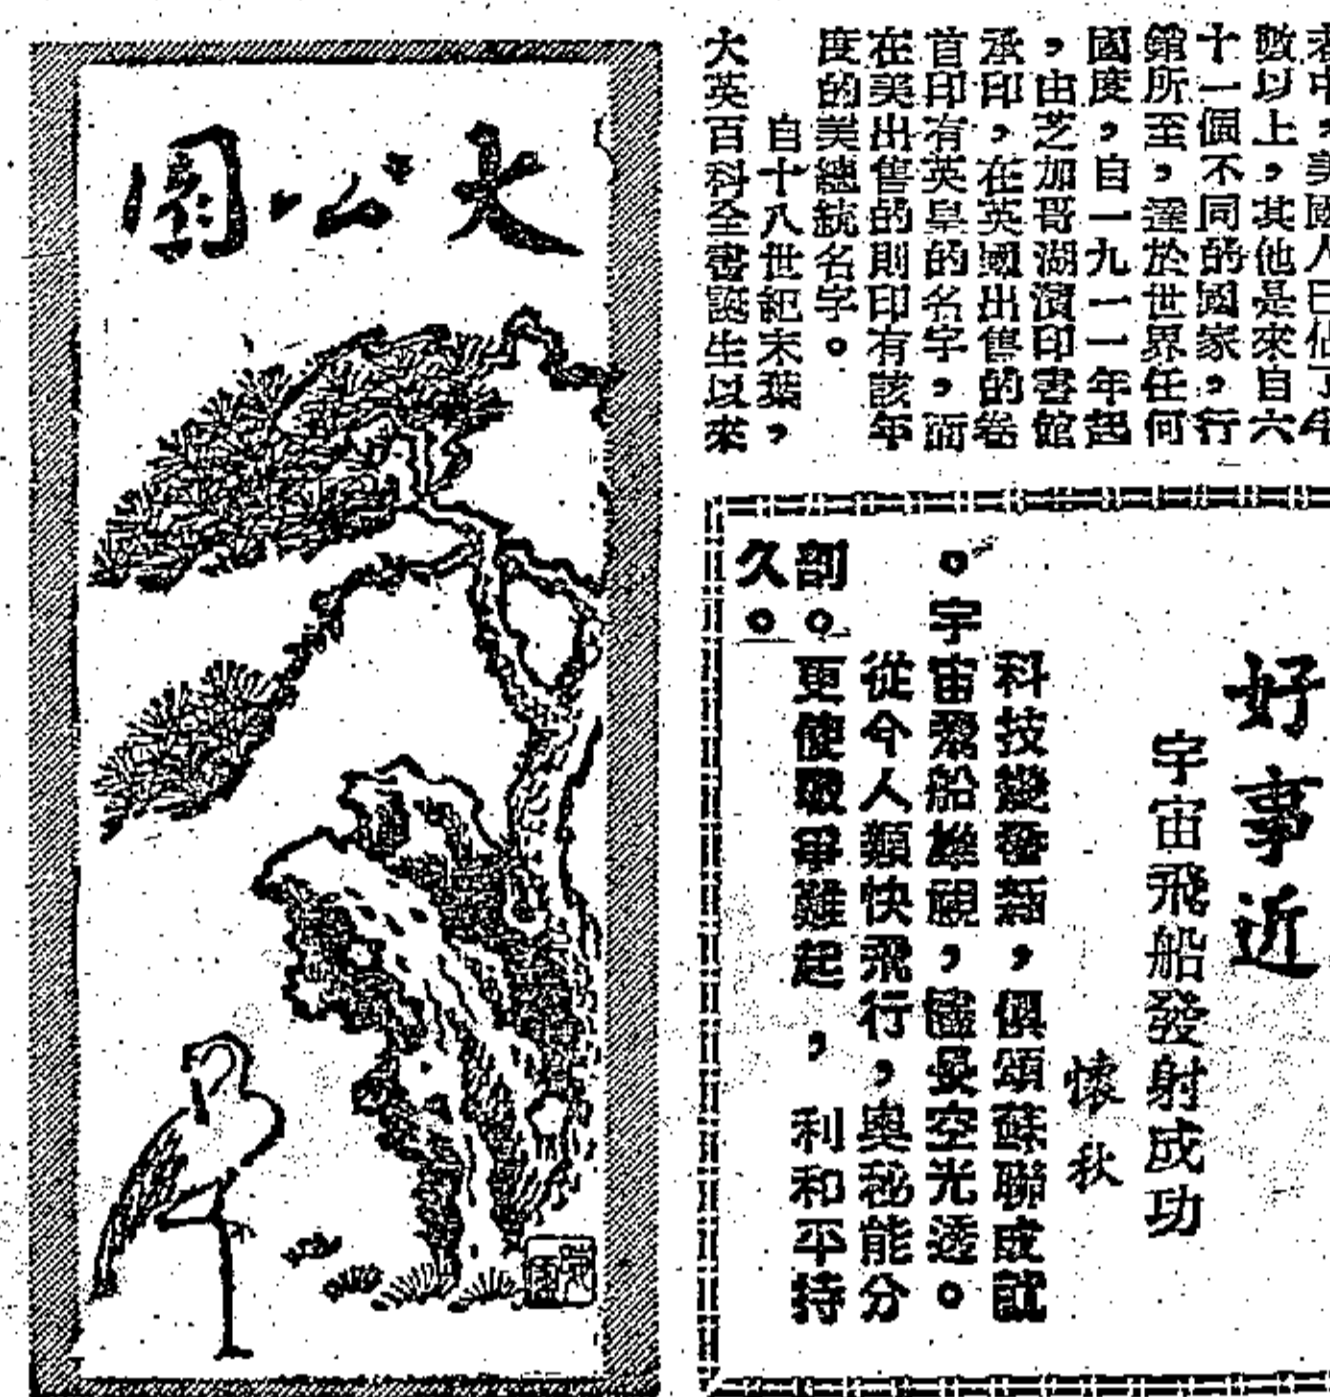 數以上，其他是來自六
十一個不同的國家，行
銷所至，達於世界任何
國度，自一九一一年起
，由芝加哥湖濱印書館
承印，在英國出售的卷
首印有英皇的名字，而
在美出售的則印有該年
度的美總統名字。
自十八世紀末葉，
大英百科全書誕生以來
好事近
宇宙飛船發射成功
懷秋
科技變番新，俱頌蘇聯成就
。宇宙飛船縱觀，儘昊空光透。
從今人類快飛行，奧秘能分
剖。更使戰爭難起，利和平持
久。
大公園